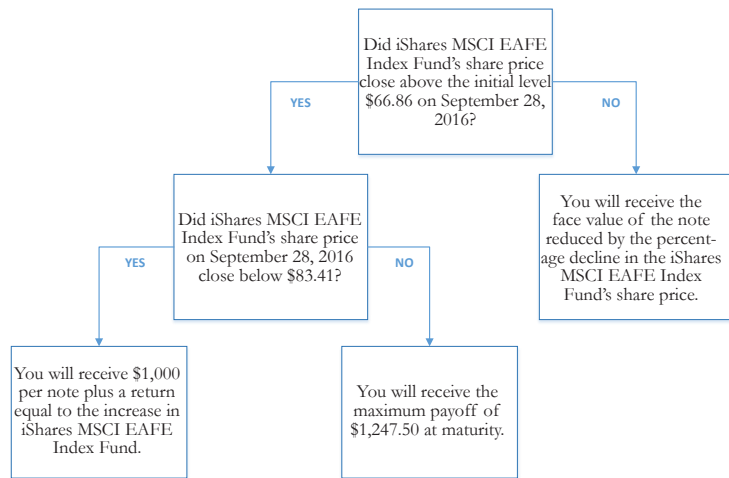 Did iShares MSCI EAFE
Index Fund's share price
close above the initial level
$66.86 on September 28,
2016?
YES
NO
Did iShares MSCI EAFE
Index Fund's share price
on September 28, 2016
close below $83.41?
You will receive the
face value of the note
reduced by the percent-
age decline in the iShares
MSCI EAFE Index
Fund's share price.
YES
NO
You will receive $1,000
per note plus a return
equal to the increase in
iShares MSCI EAFE
Index Fund.
You will receive the
maximum payoff of
$1,247.50 at maturity.